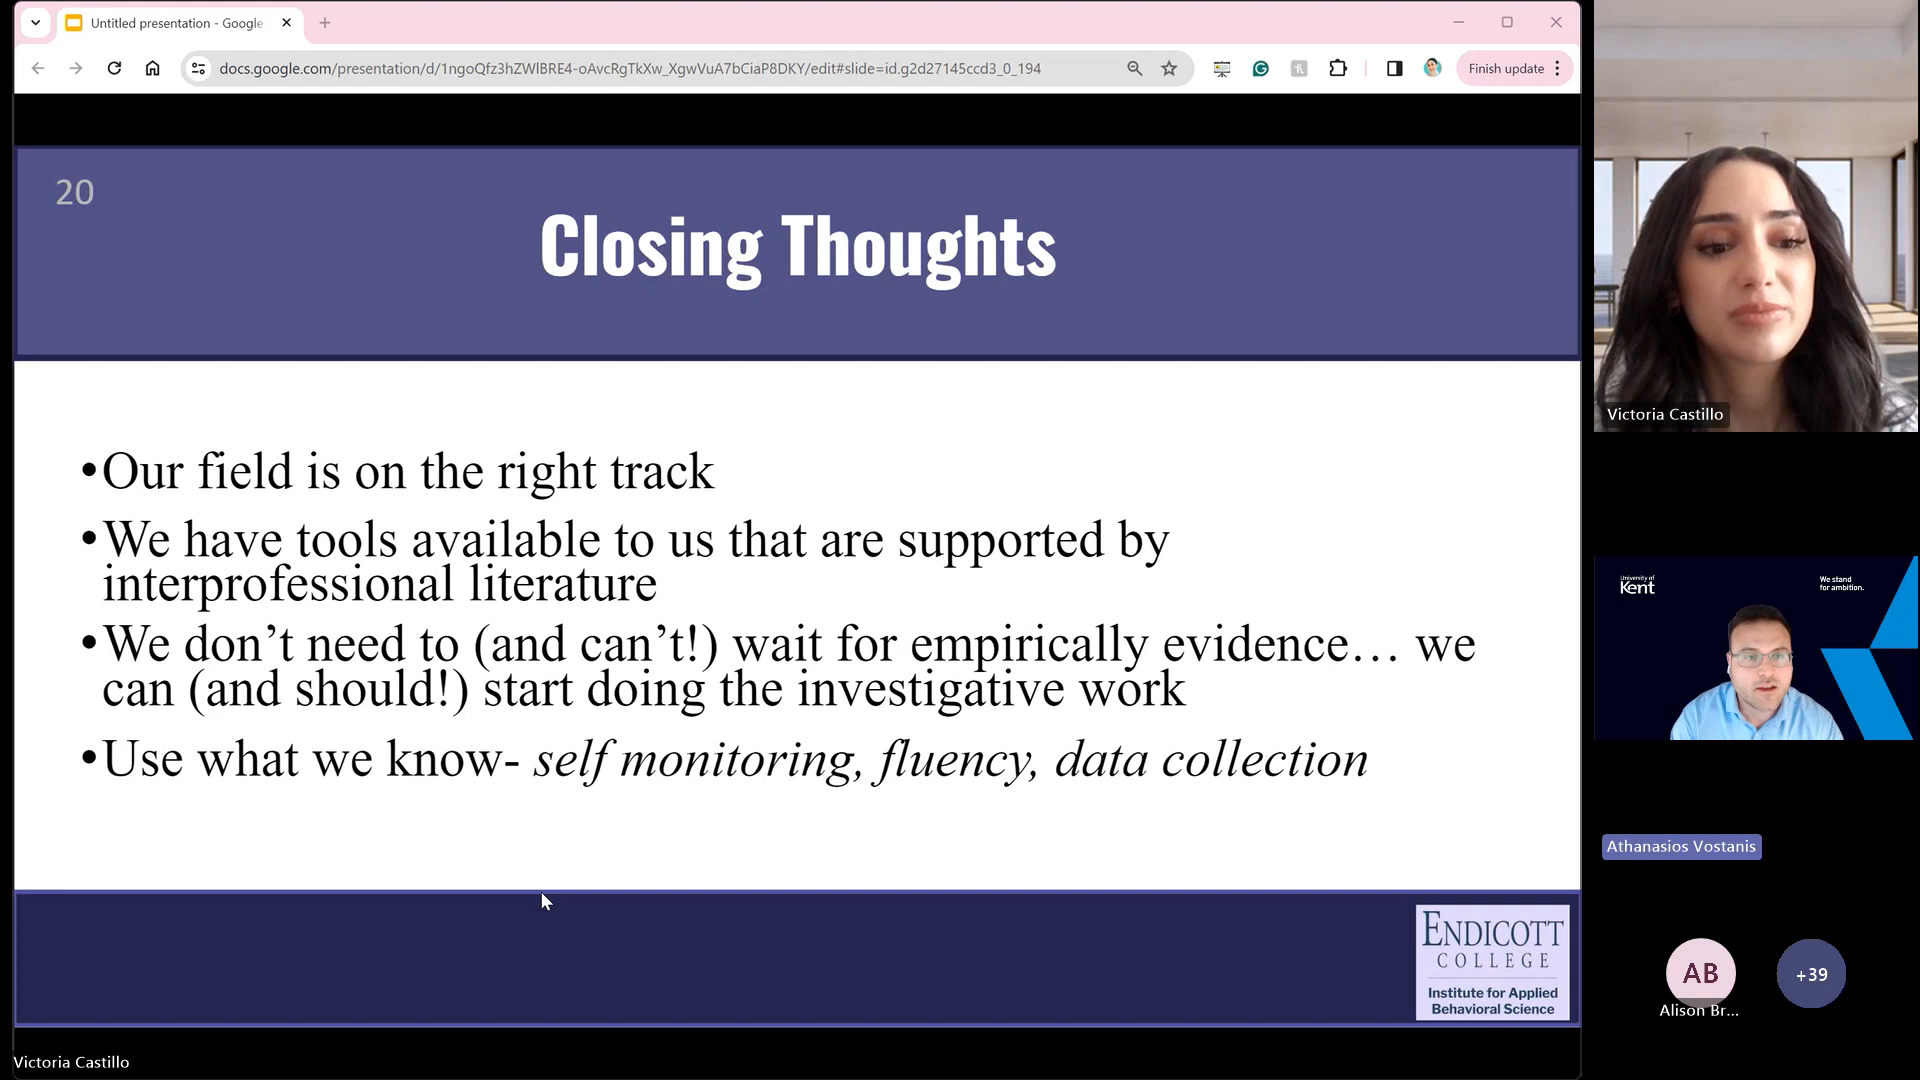 Untitled presentation - Google
docs.google.com/presentation/d/1ngoQfz3hZWlBRE4-oAvcRgTkXw_XgwVuA7bCiaP8DKY/edit#slide=id.g2d27145ccd3_0_194
Finish update
20
Closing Thoughts
•Our field is on the right track
•We have tools available to us that are supported by
interprofessional literature
•We don’t need to (and can’t!) wait for empirically evidence… we
can (and should!) start doing the investigative work
•Use what we know- self monitoring, fluency, data collection
ENDICOTT
COLLEGE
Institute for Applied
Behavioral Science
Victoria Castillo
Victoria Castillo
University of
Kent
We stand
for ambition.
Athanasios Vostanis
AB
Alison Br...
+39